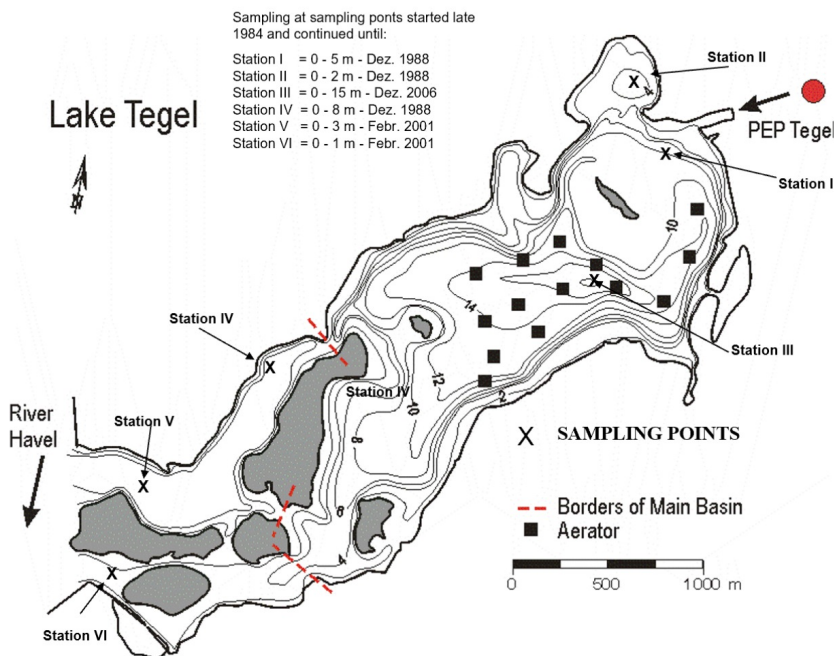 Sampling at sampling ponts started late
1984 and continued until:
Station I = 0 - 5 m - Dez. 1988
Station II = 0 - 2 m - Dez. 1988
Station III = 0 - 15 m - Dez. 2006
Station IV = 0 - 8 m - Dez. 1988
Station V = 0 - 3 m - Febr. 2001
Station VI = 0 - 1 m - Febr. 2001
Lake Tegel
N
Station II
X
4
PEP Tegel
X
Station I
10
X
14
Station III
Station IV
X
Station IV
12
10
2
8
River
Havel
Station V
X
X SAMPLING POINTS
6
4
Borders of Main Basin
Aerator
0 500 1000 m
X
Station VI